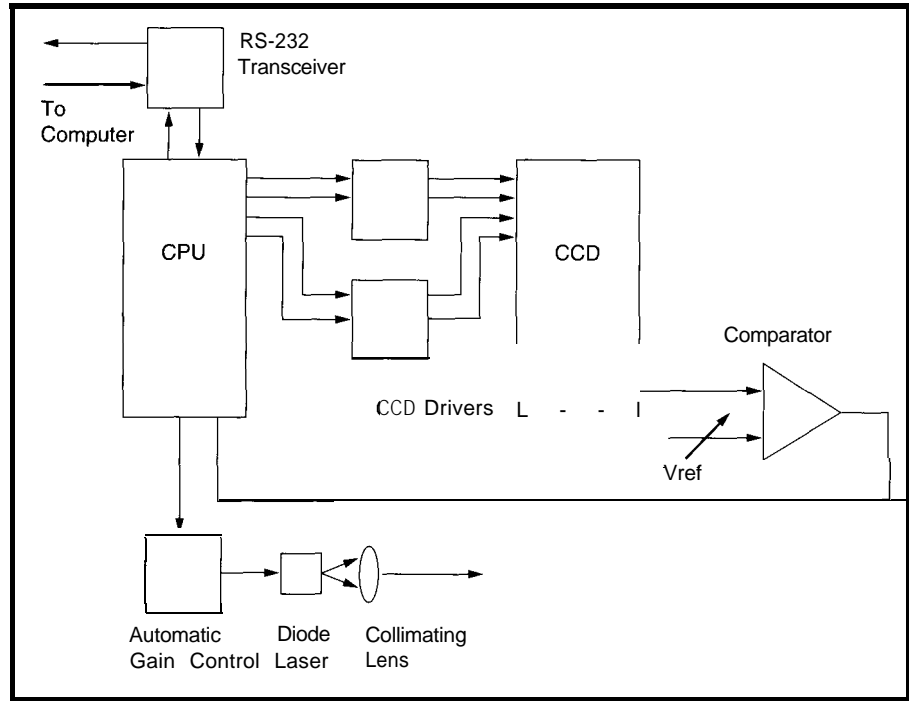 RS-232
Transceiver
To
Computer
CPU
CCD
Comparator
CCD Drivers L - - I
Vref
Automatic
Gain Control
Diode
Laser
Collimating
Lens